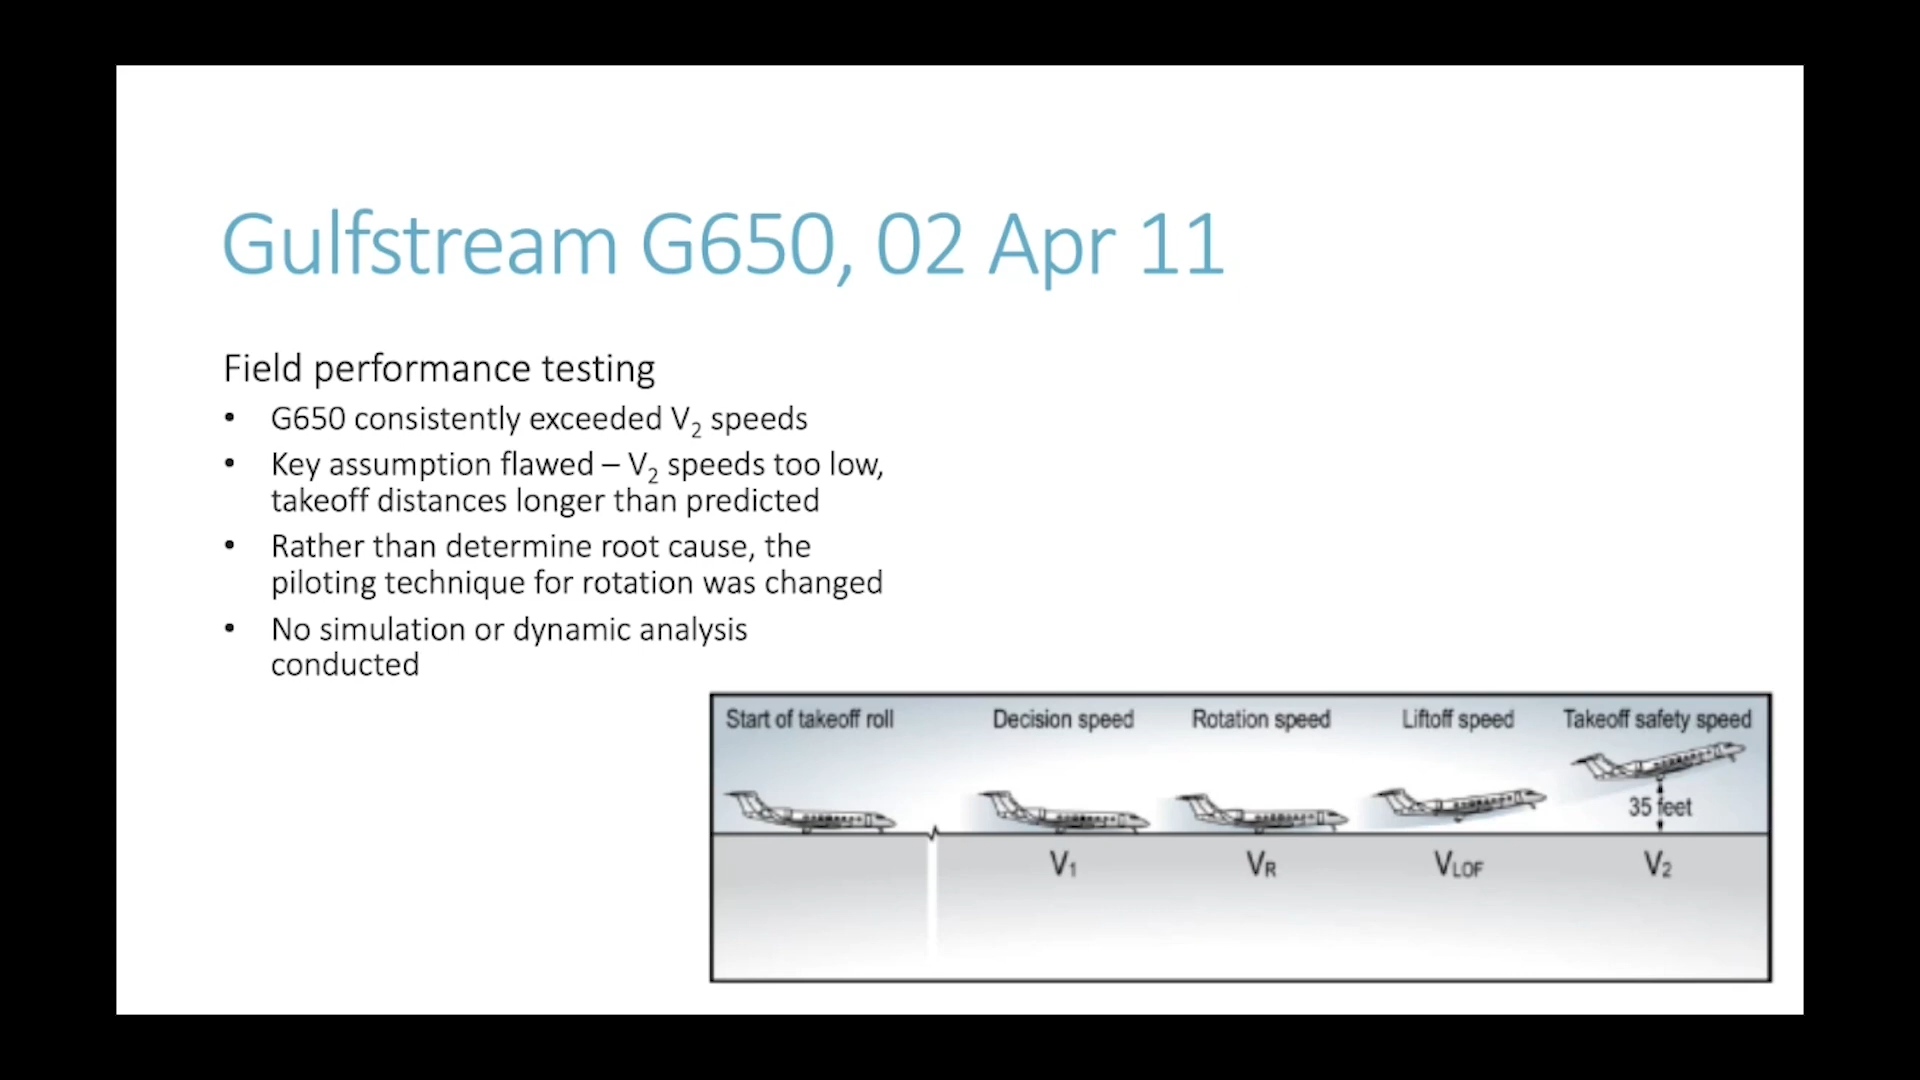 Gulfstream G650, 02 Apr 11
Field performance testing
• G650 consistently exceeded V₂ speeds
• Key assumption flawed – V₂ speeds too low,
takeoff distances longer than predicted
• Rather than determine root cause, the
piloting technique for rotation was changed
• No simulation or dynamic analysis
conducted
Start of takeoff roll Decision speed Rotation speed Liftoff speed Takeoff safety speed
35 feet
V1 VR VLOF V2